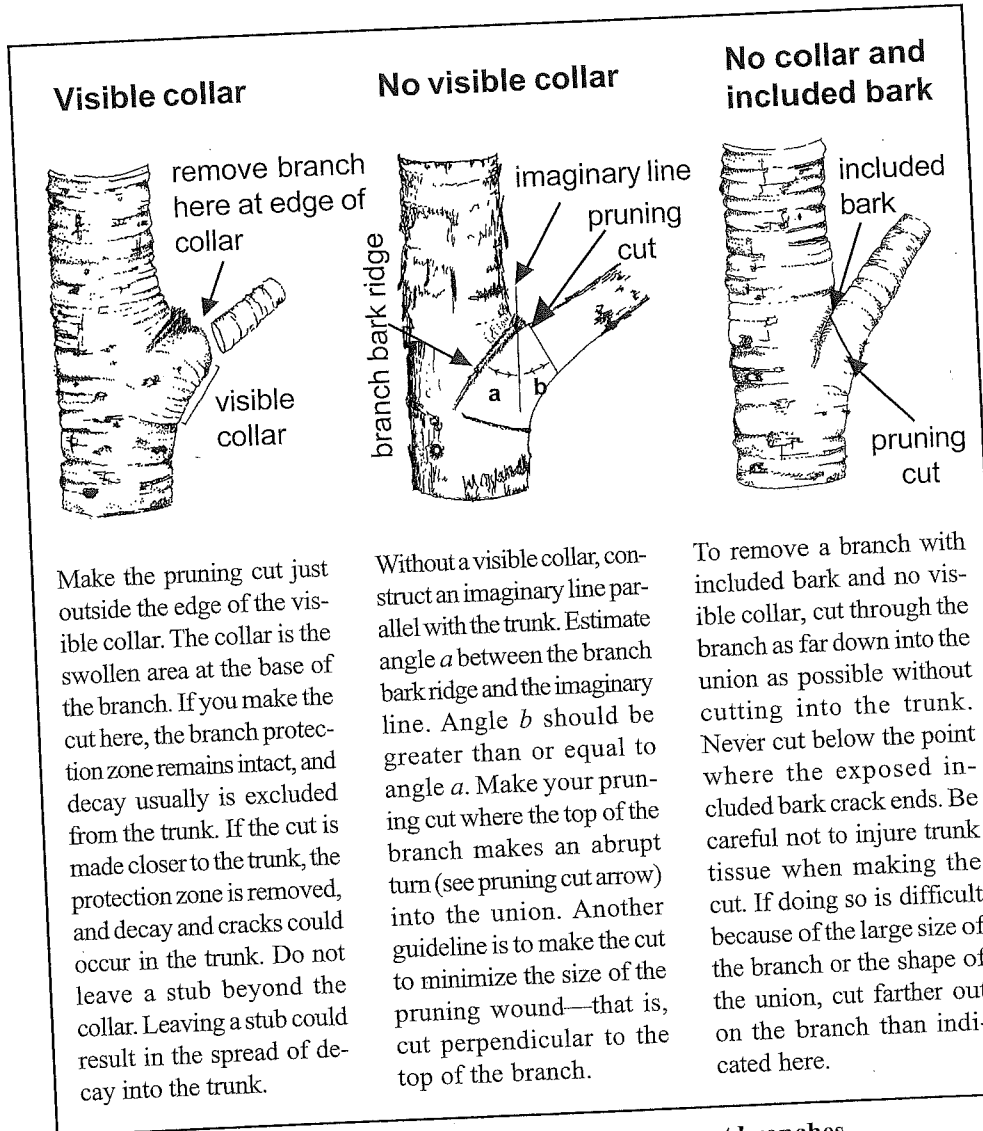 Visible collar
remove branch
here at edge of
collar
visible
collar
Make the pruning cut just
outside the edge of the vis-
ible collar. The collar is the
swollen area at the base of
the branch. If you make the
cut here, the branch protec-
tion zone remains intact, and
decay usually is excluded
from the trunk. If the cut is
made closer to the trunk, the
protection zone is removed,
and decay and cracks could
occur in the trunk. Do not
leave a stub beyond the
collar. Leaving a stub could
result in the spread of de-
cay into the trunk.
No visible collar
imaginary line
pruning
cut
branch bark ridge
a
b
Without a visible collar, con-
struct an imaginary line par-
allel with the trunk. Estimate
angle a between the branch
bark ridge and the imaginary
line. Angle b should be
greater than or equal to
angle a. Make your prun-
ing cut where the top of the
branch makes an abrupt
turn (see pruning cut arrow)
into the union. Another
guideline is to make the cut
to minimize the size of the
pruning wound—that is,
cut perpendicular to the
top of the branch.
No collar and
included bark
included
bark
pruning
cut
To remove a branch with
included bark and no vis-
ible collar, cut through the
branch as far down into the
union as possible without
cutting into the trunk.
Never cut below the point
where the exposed in-
cluded bark crack ends. Be
careful not to injure trunk
tissue when making the
cut. If doing so is difficult
because of the large size of
the branch or the shape of
the union, cut farther out
on the branch than indi-
cated here.